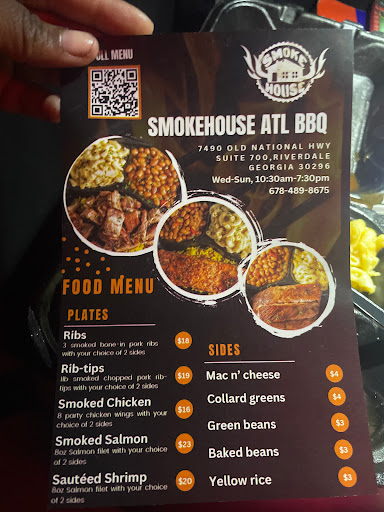 FULL MENU
SMOKE
HOUSE
SMOKEHOUSE ATL BBQ
7490 OLD NATIONAL HWY
SUITE 700,RIVERDALE
GEORGIA 30296
Wed-Sun, 10:30am-7:30pm
678-489-8675
FOOD MENU
PLATES
Ribs $18
3 smoked bone-in pork ribs
with your choice of 2 sides
Rib-tips $19
1lb smoked chopped pork rib-
tips with your choice of 2 sides
Smoked Chicken $16
8 party chicken wings with your
choice of 2 sides
Smoked Salmon $23
8oz Salmon filet with your choice
of 2 sides
Sautéed Shrimp $20
8oz Salmon filet with your choice
of 2 sides
SIDES
Mac n' cheese $4
Collard greens $4
Green beans $3
Baked beans $3
Yellow rice $3